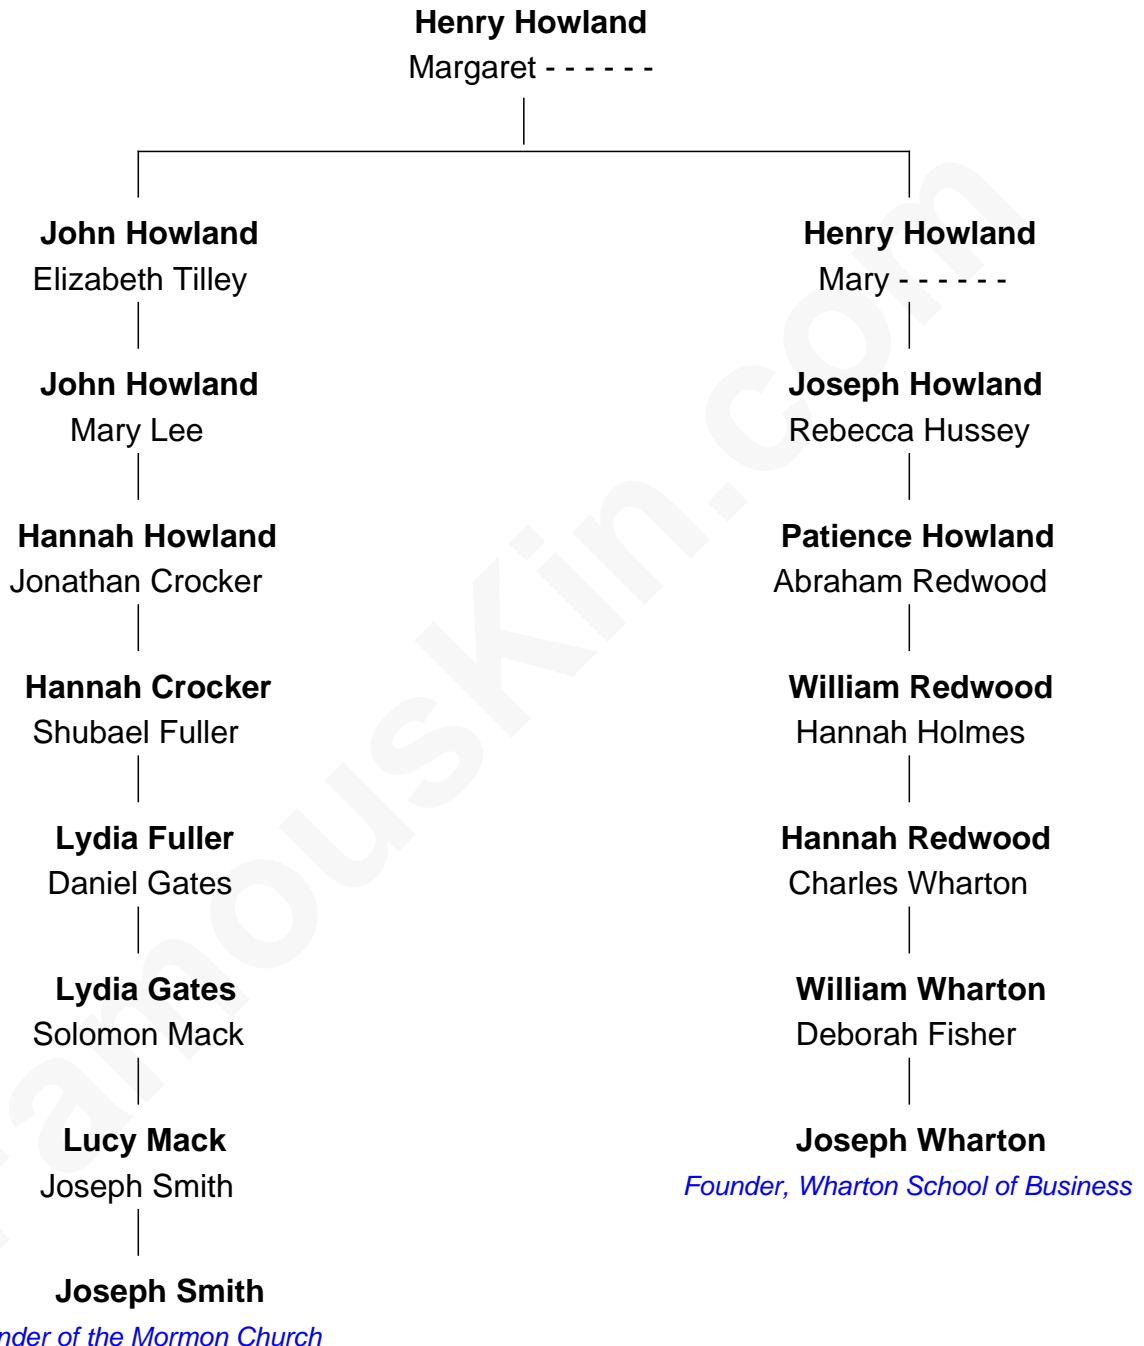 Henry Howland
Margaret - - - - - -
John Howland
Elizabeth Tilley
Henry Howland
Mary - - - - - -
John Howland
Mary Lee
Joseph Howland
Rebecca Hussey
Hannah Howland
Jonathan Crocker
Patience Howland
Abraham Redwood
Hannah Crocker
Shubael Fuller
William Redwood
Hannah Holmes
Lydia Fuller
Daniel Gates
Hannah Redwood
Charles Wharton
Lydia Gates
Solomon Mack
William Wharton
Deborah Fisher
Lucy Mack
Joseph Smith
Joseph Wharton
Founder, Wharton School of Business
Joseph Smith
nder of the Mormon Church
FamousKin.com